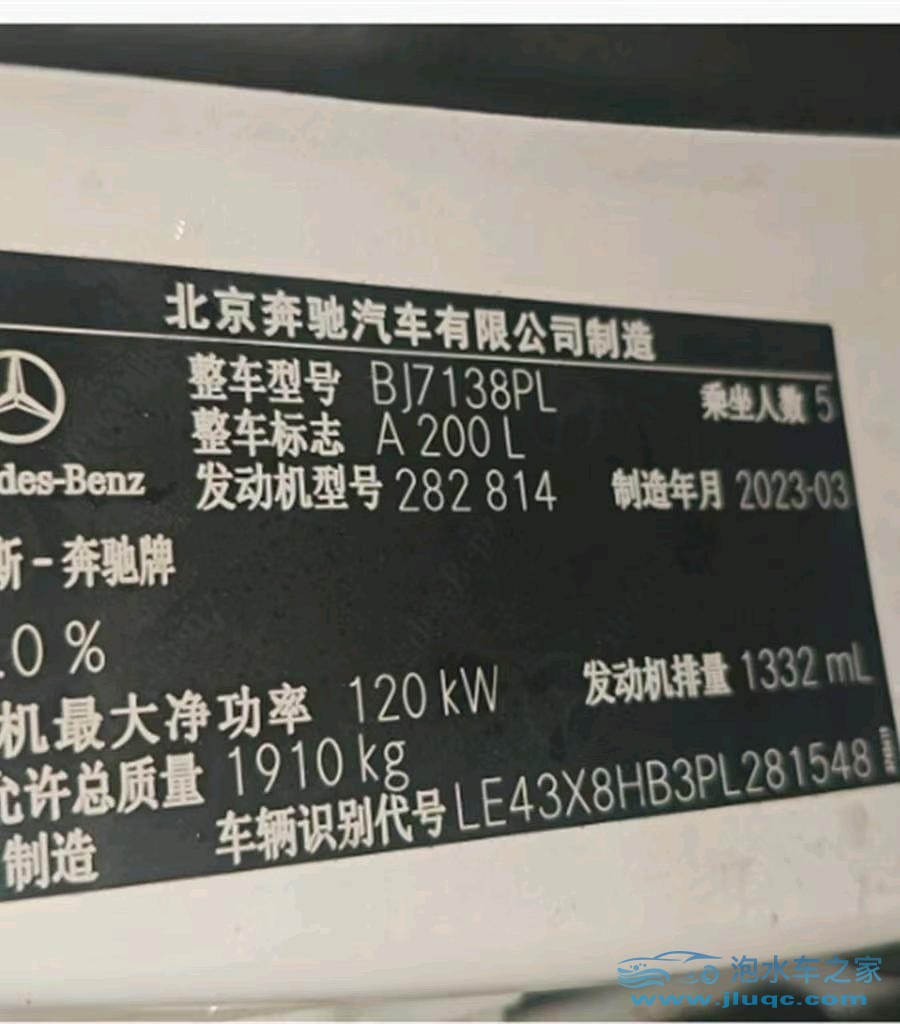 北京奔驰汽车有限公司制造
整车型号 BJ7138PL 乘坐人数 5
整车标志 A 200 L
des-Benz 发动机型号 282 814 制造年月 2023-03
斯-奔驰牌
.0 %
机最大净功率 120 kW 发动机排量 1332 mL
允许总质量 1910 kg
制造 车辆识别代号 LE43X8HB3PL281548
泡水车之家
www.jluqc.com